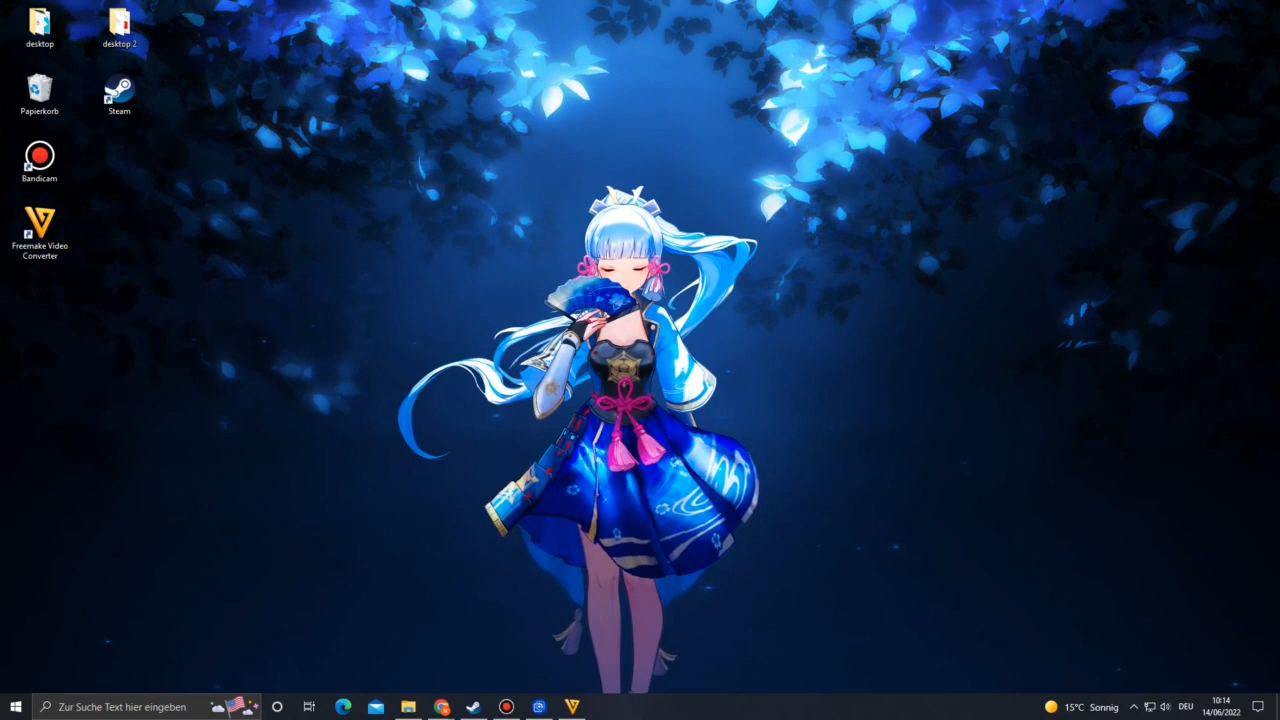 desktop
desktop 2
Papierkorb
Steam
Bandicam
Freemake Video
Converter
Zur Suche Text hier eingeben
15°C Sonnig
DEU
10:14
14/06/2022